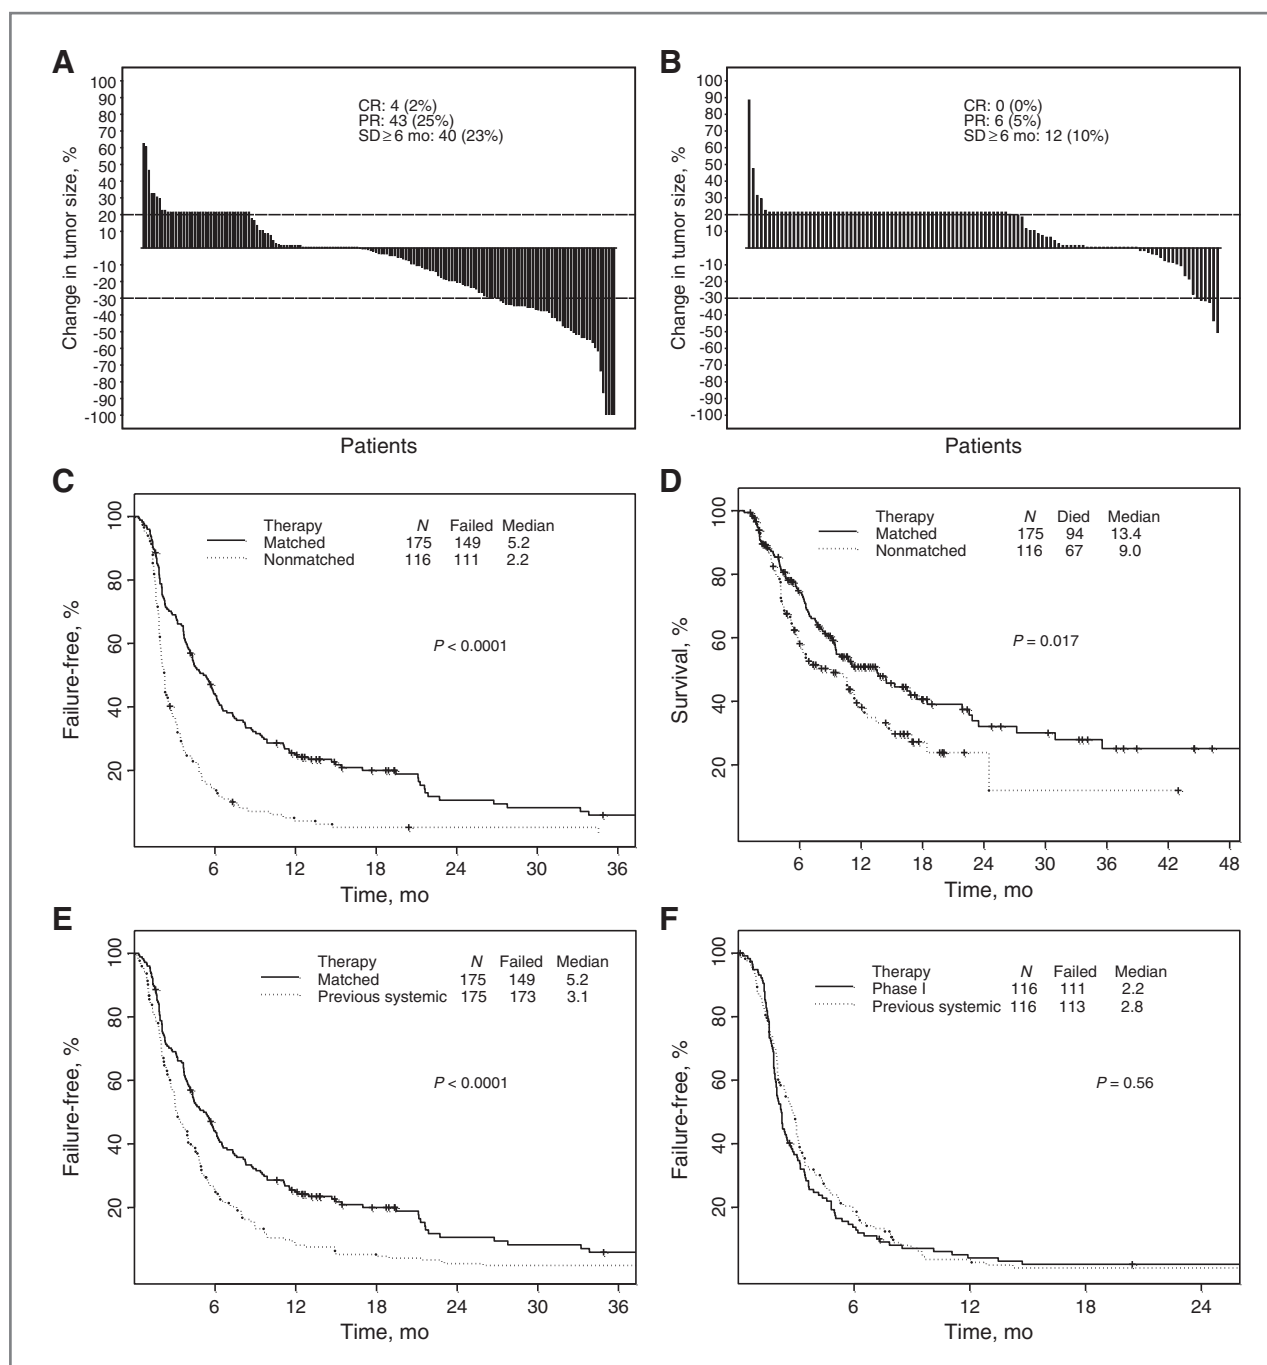 A
100
90
80
70
60
50
40
30
20
10
-10
-20
-30
-40
-50
-60
-70
-80
-90
-100
Change in tumor size, %
CR: 4 (2%)
PR: 43 (25%)
SD ≥ 6 mo: 40 (23%)
Patients
B
100
90
80
70
60
50
40
30
20
10
-10
-20
-30
-40
-50
-60
-70
-80
-90
-100
Change in tumor size, %
CR: 0 (0%)
PR: 6 (5%)
SD ≥ 6 mo: 12 (10%)
Patients
C
100
80
60
40
20
Failure-free, %
Therapy N Failed Median
Matched 175 149 5.2
Nonmatched 116 111 2.2
P < 0.0001
6 12 18 24 30 36
Time, mo
D
100
80
60
40
20
Survival, %
Therapy N Died Median
Matched 175 94 13.4
Nonmatched 116 67 9.0
P = 0.017
6 12 18 24 30 36 42 48
Time, mo
E
100
80
60
40
20
Failure-free, %
Therapy N Failed Median
Matched 175 149 5.2
Previous systemic 175 173 3.1
P < 0.0001
6 12 18 24 30 36
Time, mo
F
100
80
60
40
20
Failure-free, %
Therapy N Failed Median
Phase I 116 111 2.2
Previous systemic 116 113 2.8
P = 0.56
6 12 18 24
Time, mo